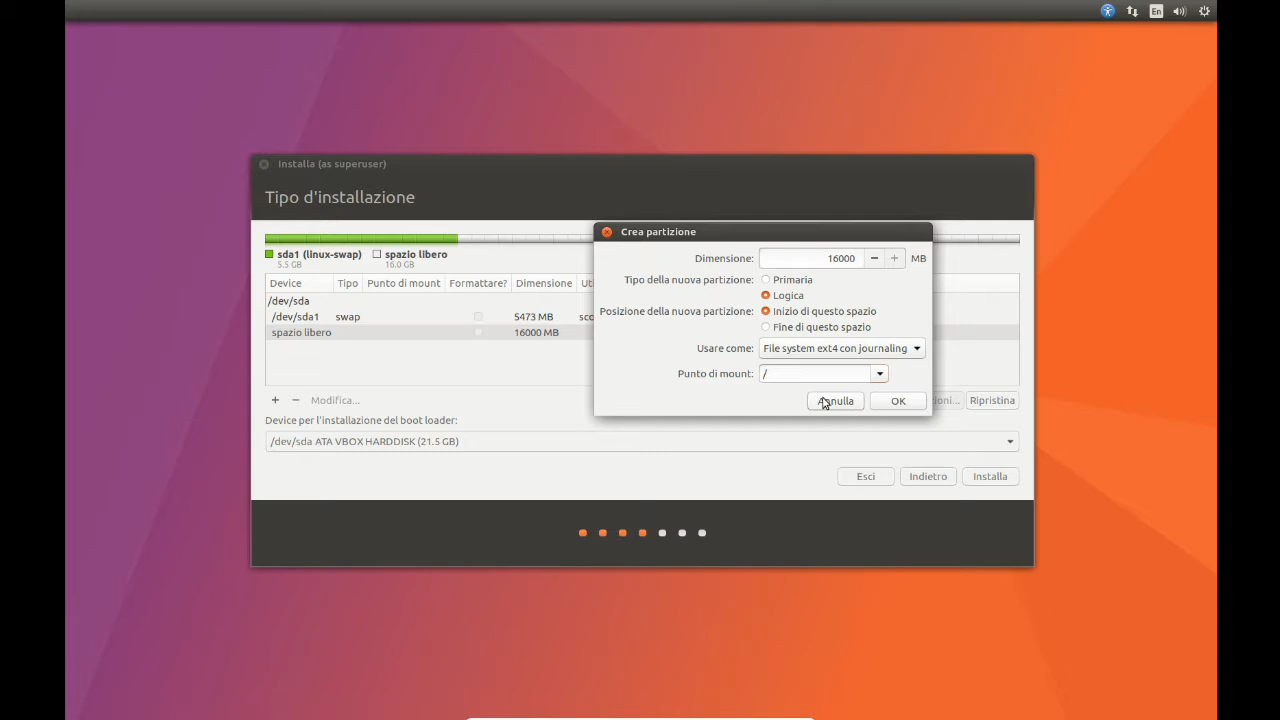 En
Installa (as superuser)
Tipo d'installazione
sda1 (linux-swap)
5.5 GB
spazio libero
16.0 GB
Device Tipo Punto di mount Formattare? Dimensione
/dev/sda
/dev/sda1 swap 5473 MB
spazio libero 16000 MB
+ − Modifica...
Ripristina
Device per l'installazione del boot loader:
/dev/sda ATA VBOX HARDDISK (21.5 GB)
Esci Indietro Installa
Crea partizione
Dimensione: 16000 − + MB
Tipo della nuova partizione: Primaria
Logica
Posizione della nuova partizione: Inizio di questo spazio
Fine di questo spazio
Usare come: File system ext4 con journaling
Punto di mount: /
Annulla OK